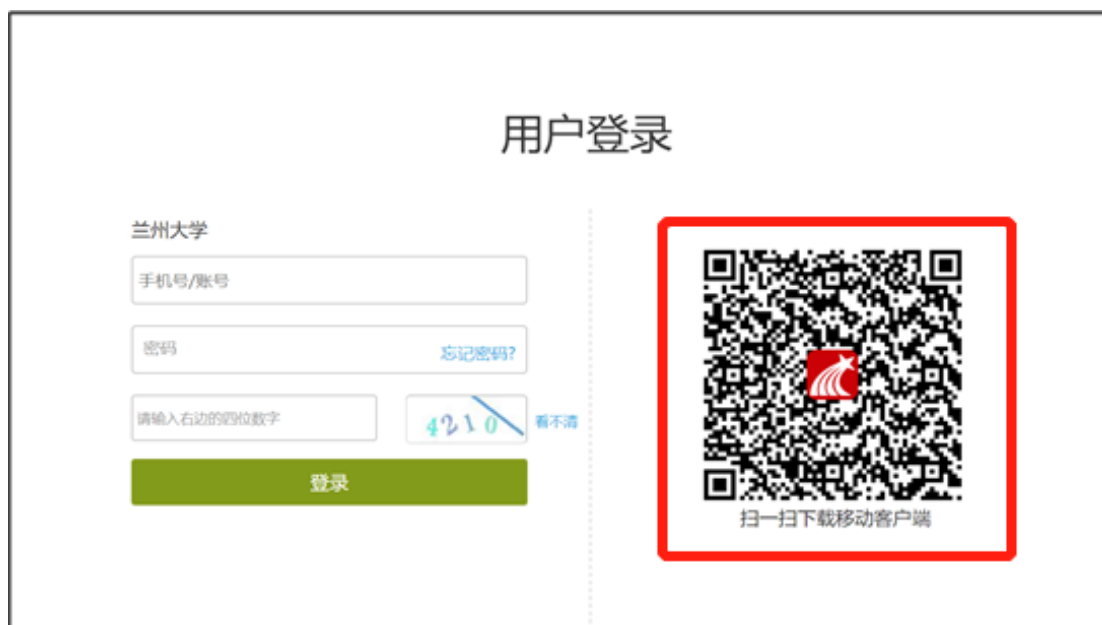 用户登录
兰州大学
手机号/账号
密码
忘记密码?
请输入右边的四位数字
4210
看不清
登录
扫一扫下载移动客户端